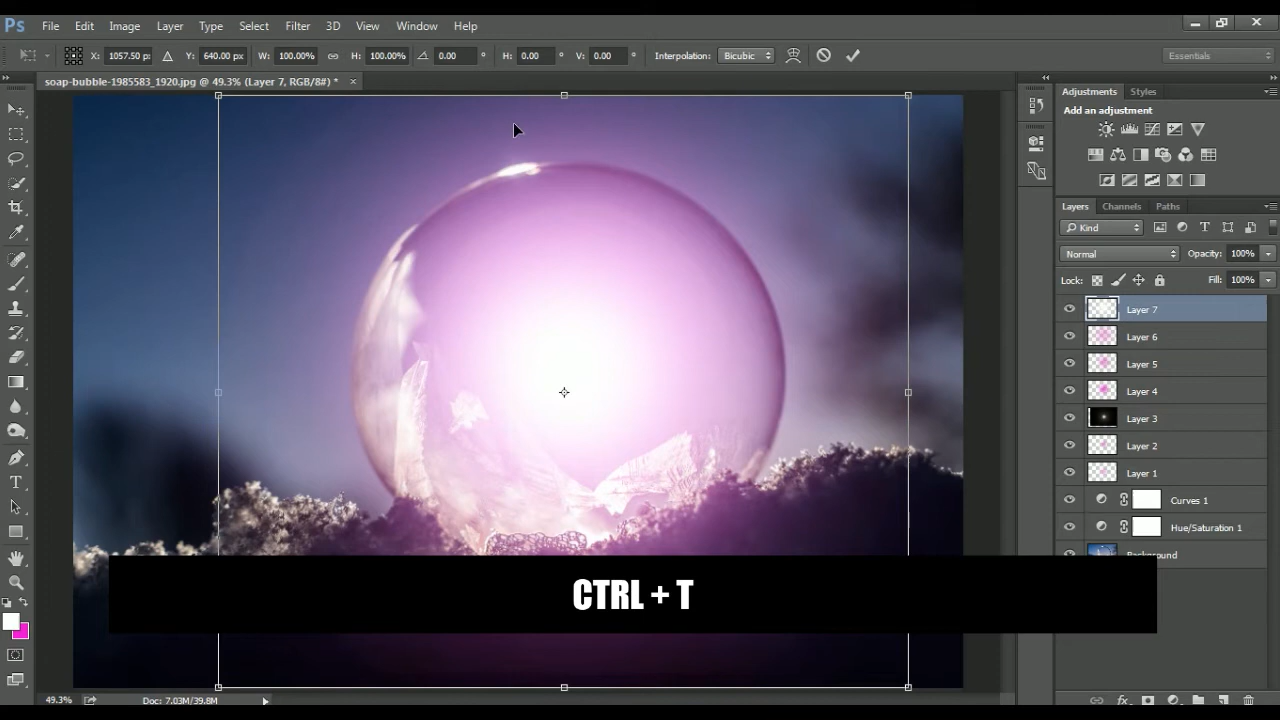 Ps File Edit Image Layer Type Select Filter 3D View Window Help
X: 1057.50 px Y: 640.00 px W: 100.00% H: 100.00% 0.00 ° H: 0.00 ° V: 0.00 ° Interpolation: Bicubic Essentials
soap-bubble-1985583_1920.jpg @ 49.3% (Layer 7, RGB/8#) * ×
Adjustments Styles
Add an adjustment
Layers Channels Paths
Kind T
Normal Opacity: 100%
Lock: Fill: 100%
Layer 7
Layer 6
Layer 5
Layer 4
Layer 3
Layer 2
Layer 1
Curves 1
Hue/Saturation 1
Background
CTRL + T
49.3% Doc: 7.03M/39.8M fx